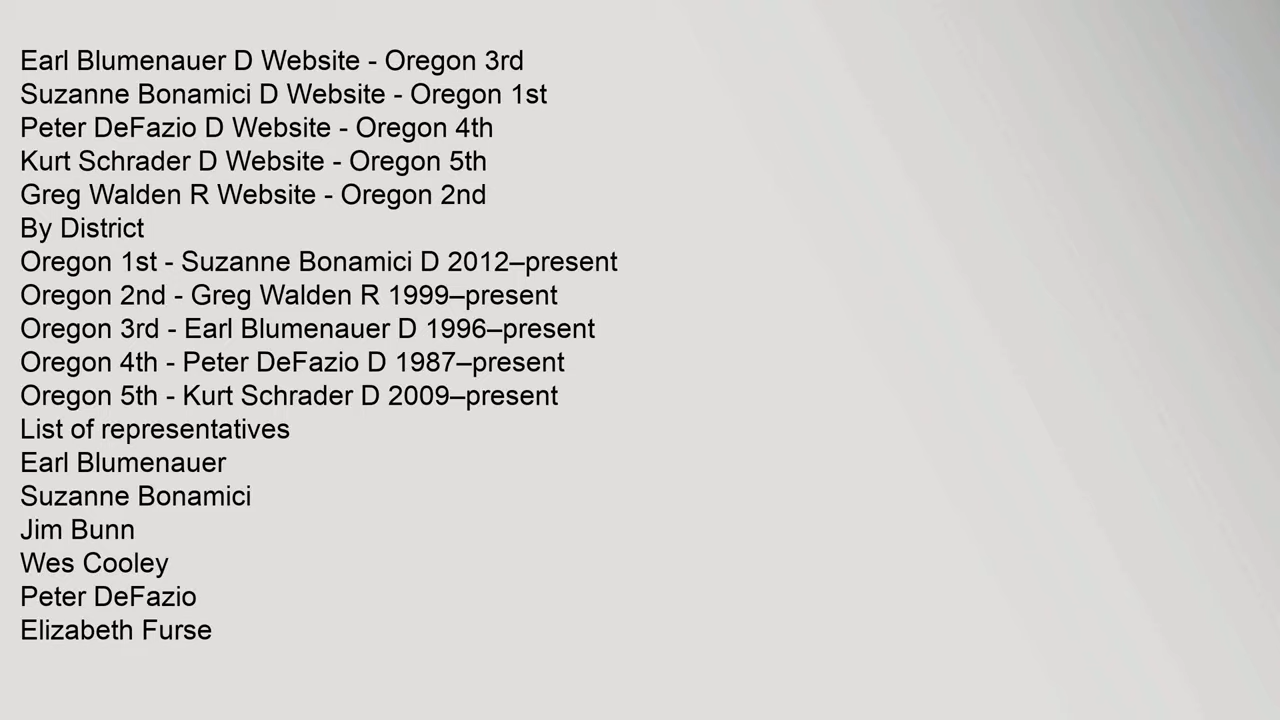 Earl Blumenauer D Website - Oregon 3rd
Suzanne Bonamici D Website - Oregon 1st
Peter DeFazio D Website - Oregon 4th
Kurt Schrader D Website - Oregon 5th
Greg Walden R Website - Oregon 2nd
By District
Oregon 1st - Suzanne Bonamici D 2012–present
Oregon 2nd - Greg Walden R 1999–present
Oregon 3rd - Earl Blumenauer D 1996–present
Oregon 4th - Peter DeFazio D 1987–present
Oregon 5th - Kurt Schrader D 2009–present
List of representatives
Earl Blumenauer
Suzanne Bonamici
Jim Bunn
Wes Cooley
Peter DeFazio
Elizabeth Furse